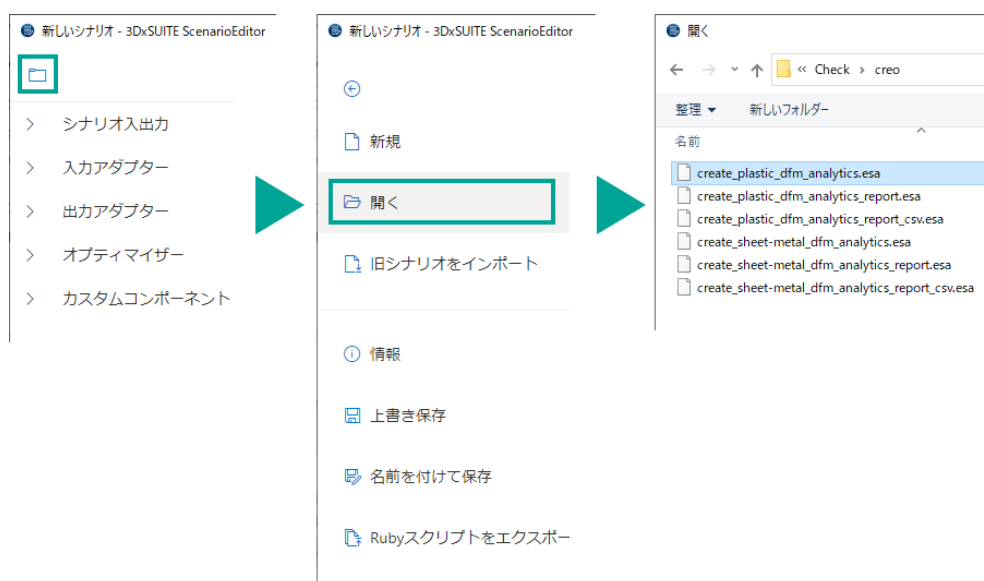 新しいシナリオ - 3DxSUITE ScenarioEditor
シナリオ入出力
入力アダプター
出力アダプター
オプティマイザー
カスタムコンポーネント
新しいシナリオ - 3DxSUITE ScenarioEditor
新規
開く
旧シナリオをインポート
情報
上書き保存
名前を付けて保存
Rubyスクリプトをエクスポー
開く
« Check › creo
整理 新しいフォルダー
名前
create_plastic_dfm_analytics.esa
create_plastic_dfm_analytics_report.esa
create_plastic_dfm_analytics_report_csv.esa
create_sheet-metal_dfm_analytics.esa
create_sheet-metal_dfm_analytics_report.esa
create_sheet-metal_dfm_analytics_report_csv.esa